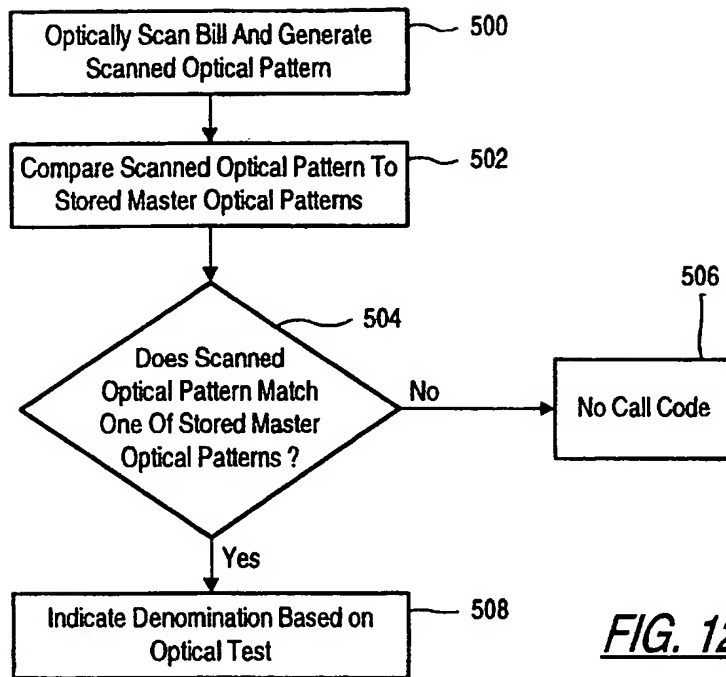 Optically Scan Bill And Generate
Scanned Optical Pattern
500
Compare Scanned Optical Pattern To
Stored Master Optical Patterns
502
504
Does Scanned
Optical Pattern Match
One Of Stored Master
Optical Patterns ?
No
506
No Call Code
Yes
Indicate Denomination Based on
Optical Test
508
FIG. 12